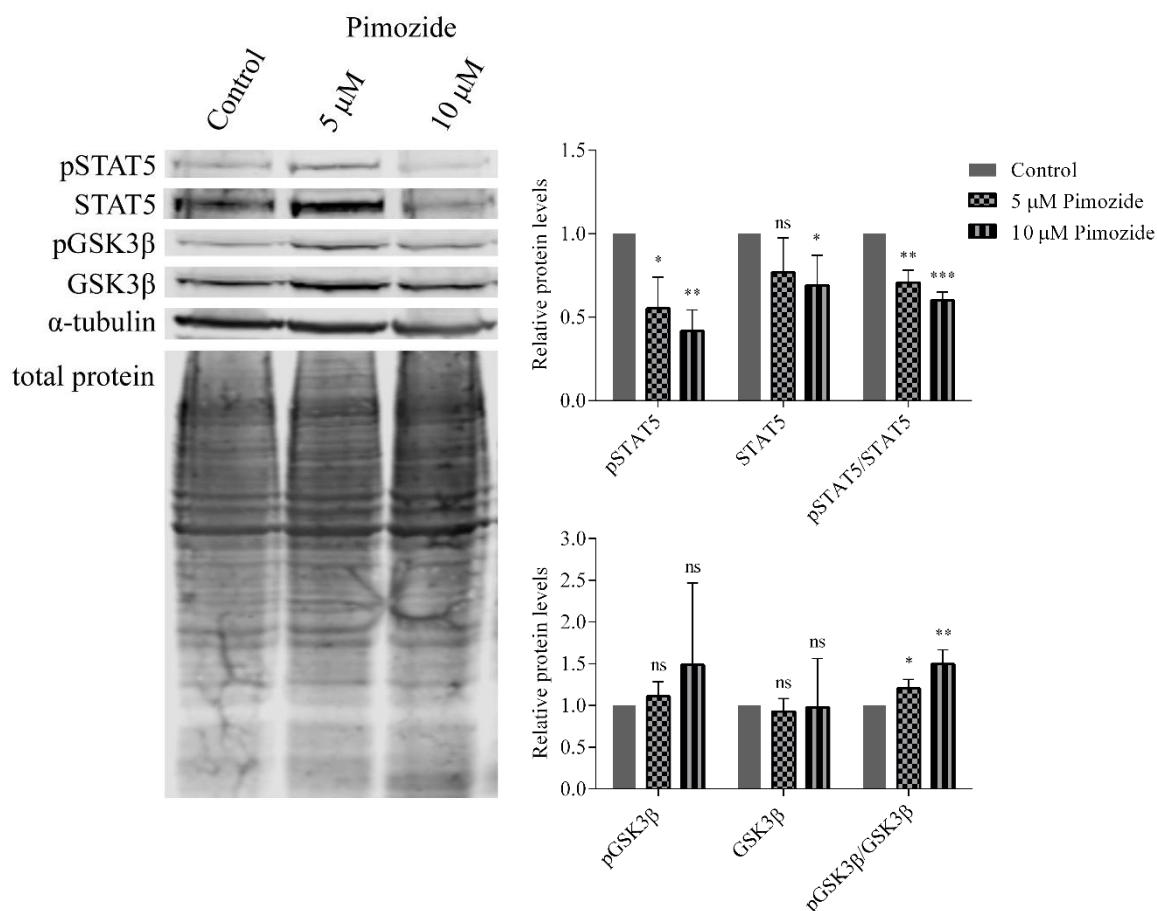 Pimozide
Control
5 µM
10 µM
pSTAT5
STAT5
pGSK3β
GSK3β
α-tubulin
total protein
Relative protein levels
1.5
1.0
0.5
0.0
*
**
ns
*
**
***
pSTAT5
STAT5
pSTAT5/STAT5
Control
5 µM Pimozide
10 µM Pimozide
Relative protein levels
3.0
2.5
2.0
1.5
1.0
0.5
0.0
ns
ns
ns
ns
*
**
pGSK3β
GSK3β
pGSK3β/GSK3β